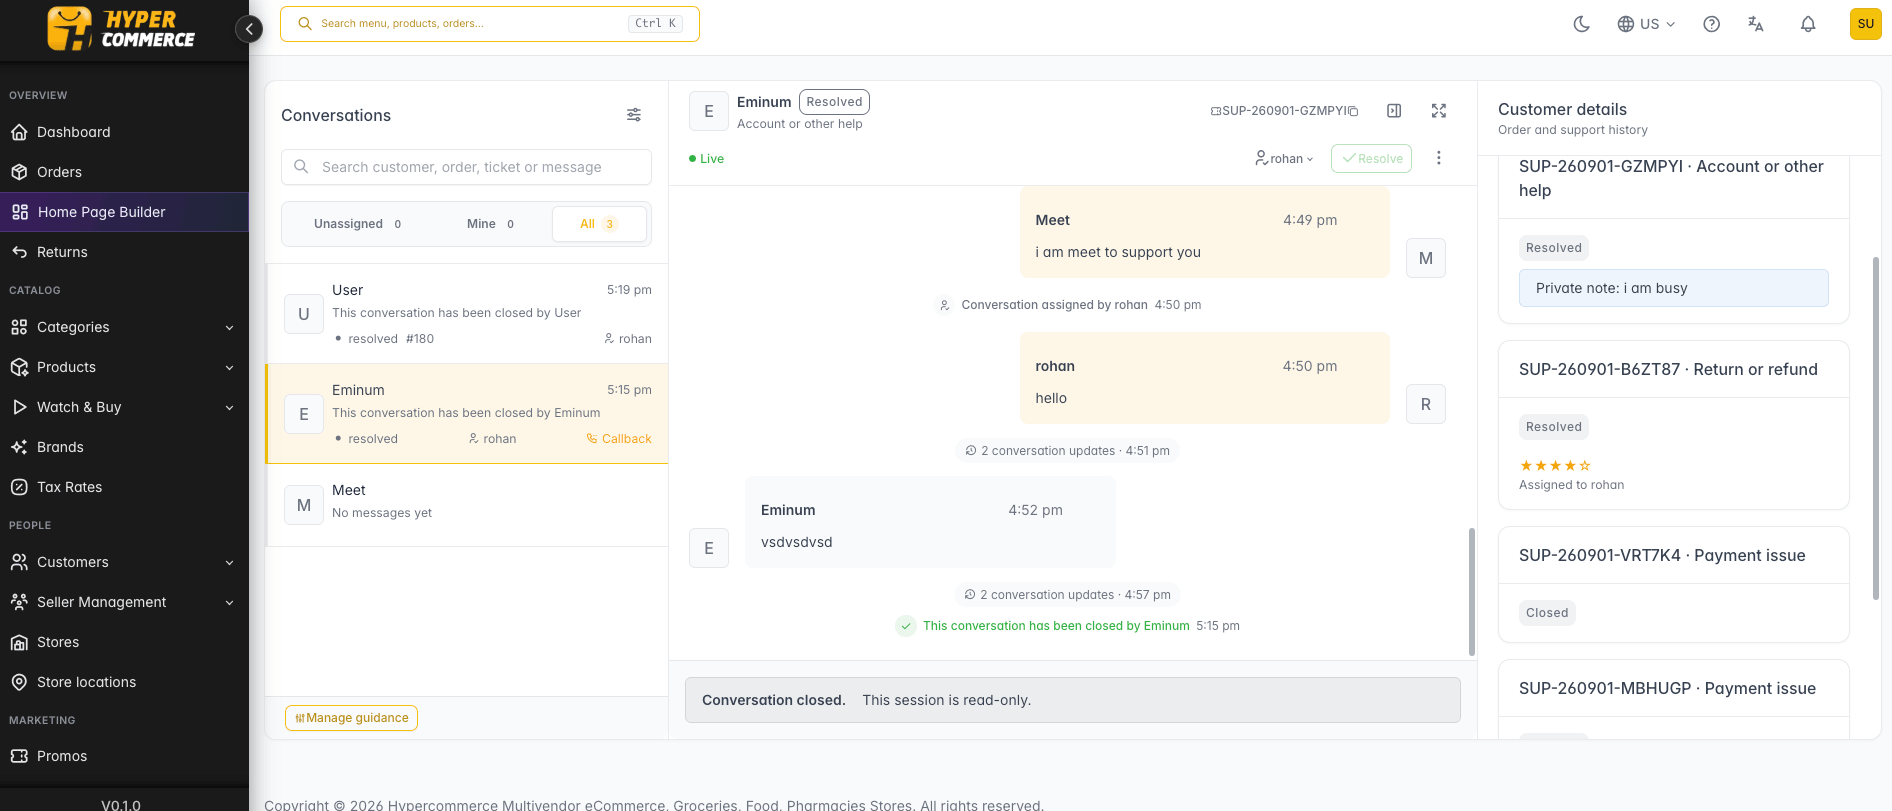 HYPER
COMMERCE
Search menu, products, orders...
Ctrl K
US
SU
OVERVIEW
Dashboard
Orders
Home Page Builder
Returns
CATALOG
Categories
Products
Watch & Buy
Brands
Tax Rates
PEOPLE
Customers
Seller Management
Stores
Store locations
MARKETING
Promos
V0.1.0
Conversations
Search customer, order, ticket or message
Unassigned 0
Mine 0
All 3
U
User
5:19 pm
This conversation has been closed by User
resolved #180
rohan
E
Eminum
5:15 pm
This conversation has been closed by Eminum
resolved
rohan
Callback
M
Meet
No messages yet
Manage guidance
E
Eminum
Resolved
Account or other help
SUP-260901-GZMPYI
Live
rohan
Resolve
Meet
4:49 pm
i am meet to support you
M
Conversation assigned by rohan 4:50 pm
rohan
4:50 pm
hello
R
2 conversation updates · 4:51 pm
Eminum
4:52 pm
vsdvsdvsd
E
2 conversation updates · 4:57 pm
This conversation has been closed by Eminum 5:15 pm
Conversation closed. This session is read-only.
Customer details
Order and support history
SUP-260901-GZMPYI · Account or other
help
Resolved
Private note: i am busy
SUP-260901-B6ZT87 · Return or refund
Resolved
★★★★☆
Assigned to rohan
SUP-260901-VRT7K4 · Payment issue
Closed
SUP-260901-MBHUGP · Payment issue
Copyright © 2026 Hypercommerce Multivendor eCommerce, Groceries, Food, Pharmacies Stores. All rights reserved.